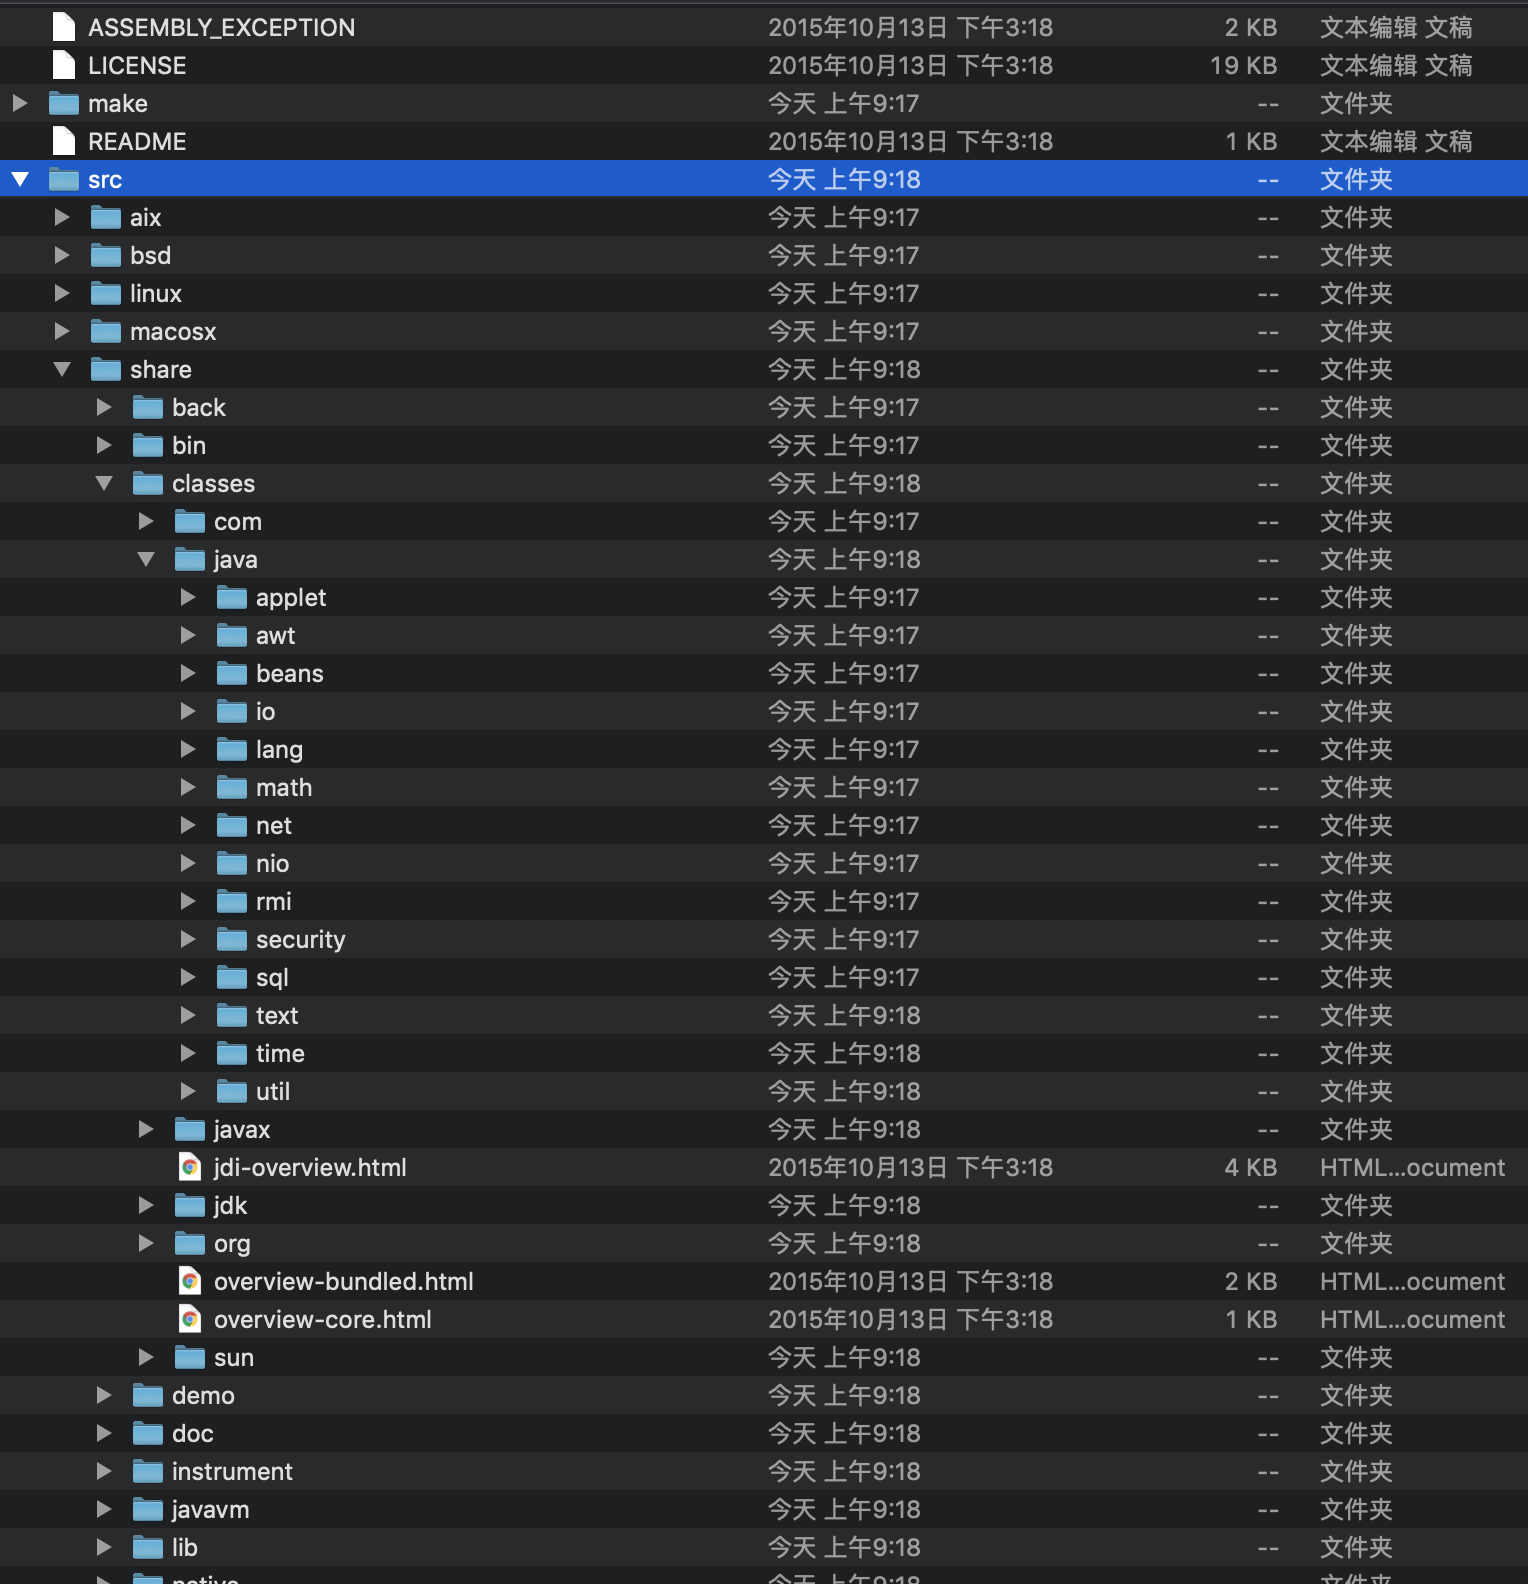 ASSEMBLY_EXCEPTION 2015年10月13日 下午3:18 2 KB 文本编辑 文稿
LICENSE 2015年10月13日 下午3:18 19 KB 文本编辑 文稿
make 今天 上午9:17 -- 文件夹
README 2015年10月13日 下午3:18 1 KB 文本编辑 文稿
src 今天 上午9:18 -- 文件夹
aix 今天 上午9:17 -- 文件夹
bsd 今天 上午9:17 -- 文件夹
linux 今天 上午9:17 -- 文件夹
macosx 今天 上午9:17 -- 文件夹
share 今天 上午9:18 -- 文件夹
back 今天 上午9:17 -- 文件夹
bin 今天 上午9:17 -- 文件夹
classes 今天 上午9:18 -- 文件夹
com 今天 上午9:17 -- 文件夹
java 今天 上午9:18 -- 文件夹
applet 今天 上午9:17 -- 文件夹
awt 今天 上午9:17 -- 文件夹
beans 今天 上午9:17 -- 文件夹
io 今天 上午9:17 -- 文件夹
lang 今天 上午9:17 -- 文件夹
math 今天 上午9:17 -- 文件夹
net 今天 上午9:17 -- 文件夹
nio 今天 上午9:17 -- 文件夹
rmi 今天 上午9:17 -- 文件夹
security 今天 上午9:17 -- 文件夹
sql 今天 上午9:17 -- 文件夹
text 今天 上午9:18 -- 文件夹
time 今天 上午9:18 -- 文件夹
util 今天 上午9:18 -- 文件夹
javax 今天 上午9:18 -- 文件夹
jdi-overview.html 2015年10月13日 下午3:18 4 KB HTML...ocument
jdk 今天 上午9:18 -- 文件夹
org 今天 上午9:18 -- 文件夹
overview-bundled.html 2015年10月13日 下午3:18 2 KB HTML...ocument
overview-core.html 2015年10月13日 下午3:18 1 KB HTML...ocument
sun 今天 上午9:18 -- 文件夹
demo 今天 上午9:18 -- 文件夹
doc 今天 上午9:18 -- 文件夹
instrument 今天 上午9:18 -- 文件夹
javavm 今天 上午9:18 -- 文件夹
lib 今天 上午9:18 -- 文件夹